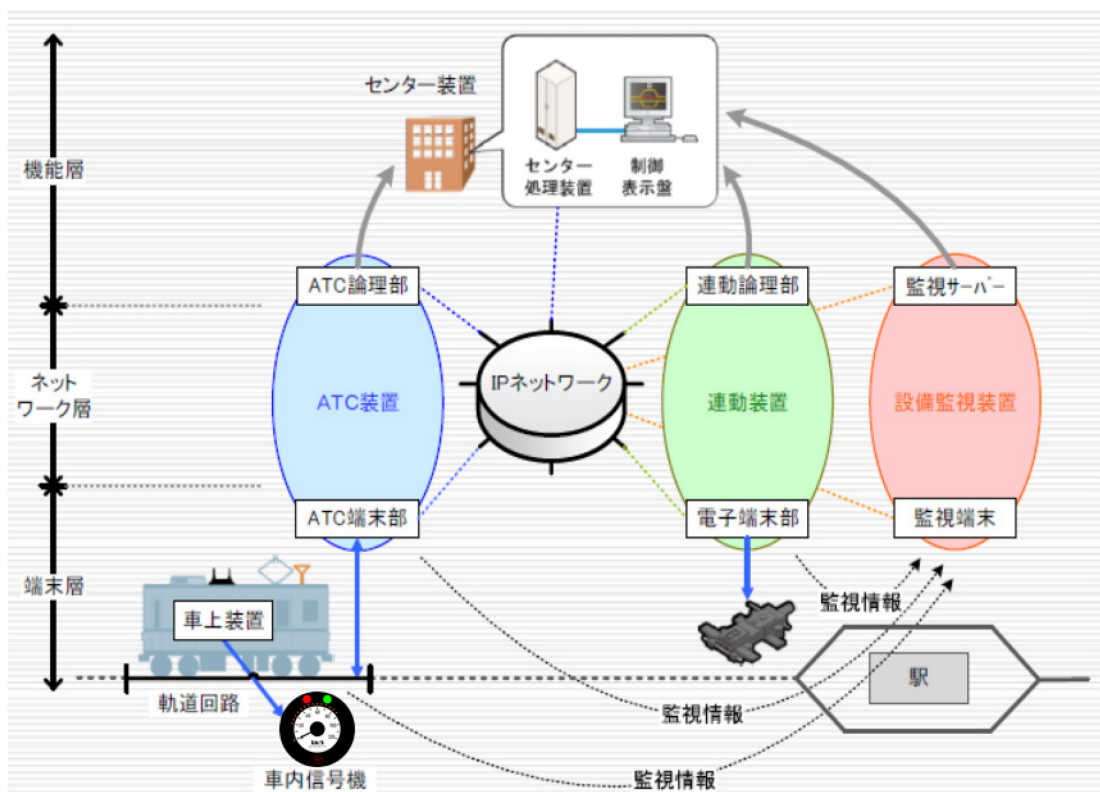 センター装置
センター
処理装置
制御
表示盤
機能層
ATC論理部
連動論理部
監視サーバー
ネット
ワーク層
IPネットワーク
ATC装置
連動装置
設備監視装置
ATC端末部
電子端末部
監視端末
端末層
車上装置
監視情報
駅
軌道回路
監視情報
車内信号機
監視情報